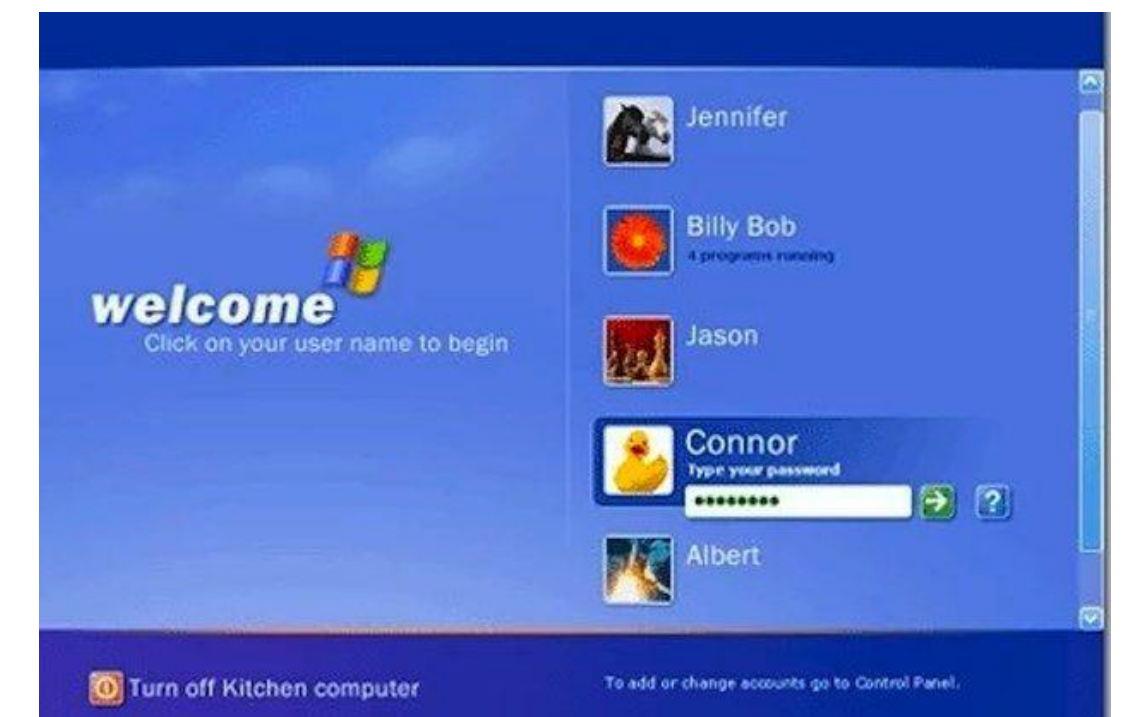 welcome
Click on your user name to begin
Jennifer
Billy Bob
4 programs running
Jason
Connor
Type your password
?
Albert
Turn off Kitchen computer
To add or change accounts go to Control Panel.